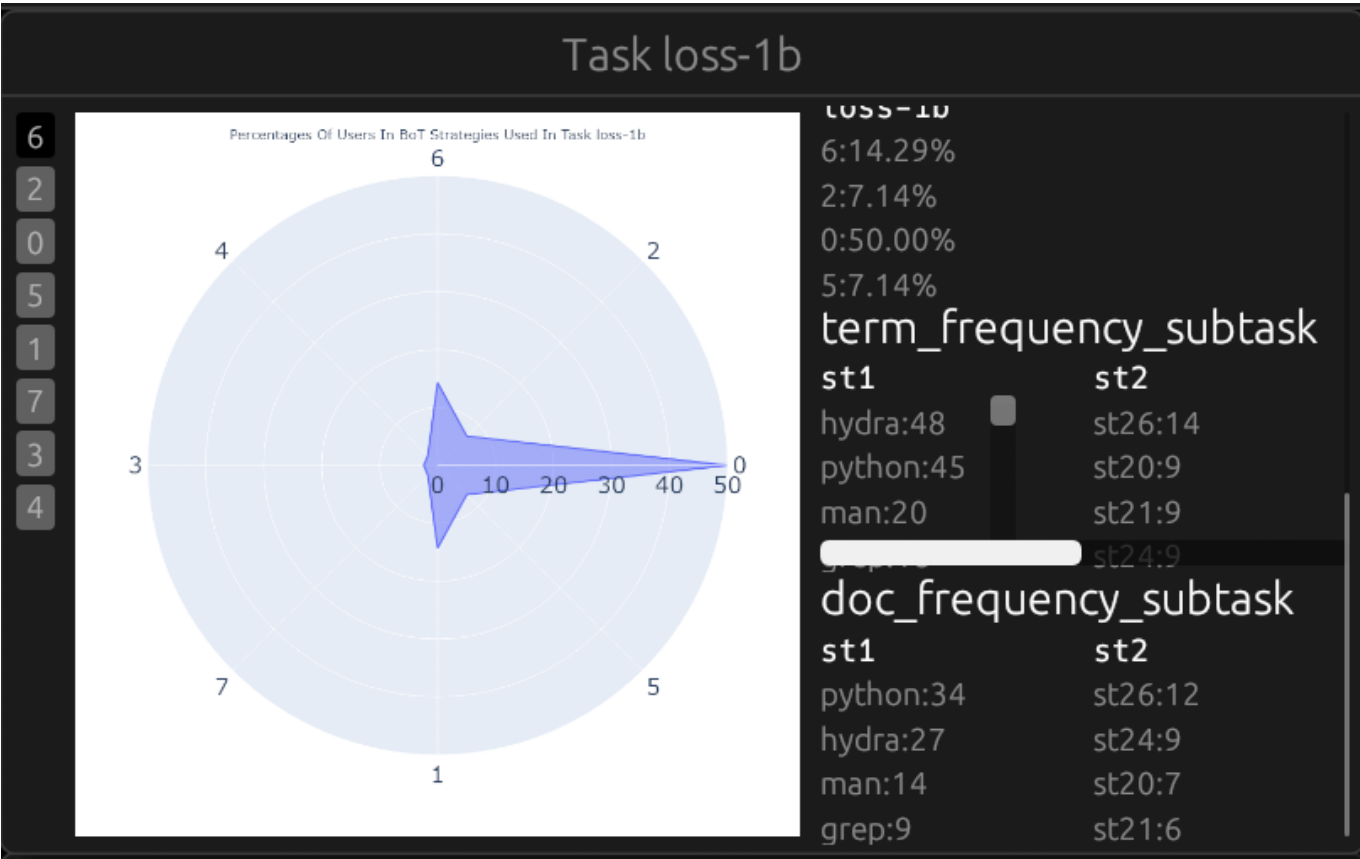 Task loss-1b
6
2
0
5
1
7
3
4
Percentages Of Users In BoT Strategies Used In Task loss-1b
6
4 2
3 0
0 10 20 30 40 50
7 5
1
loss-1b
6:14.29%
2:7.14%
0:50.00%
5:7.14%
term_frequency_subtask
st1 st2
hydra:48 st26:14
python:45 st20:9
man:20 st21:9
st24:9
doc_frequency_subtask
st1 st2
python:34 st26:12
hydra:27 st24:9
man:14 st20:7
grep:9 st21:6